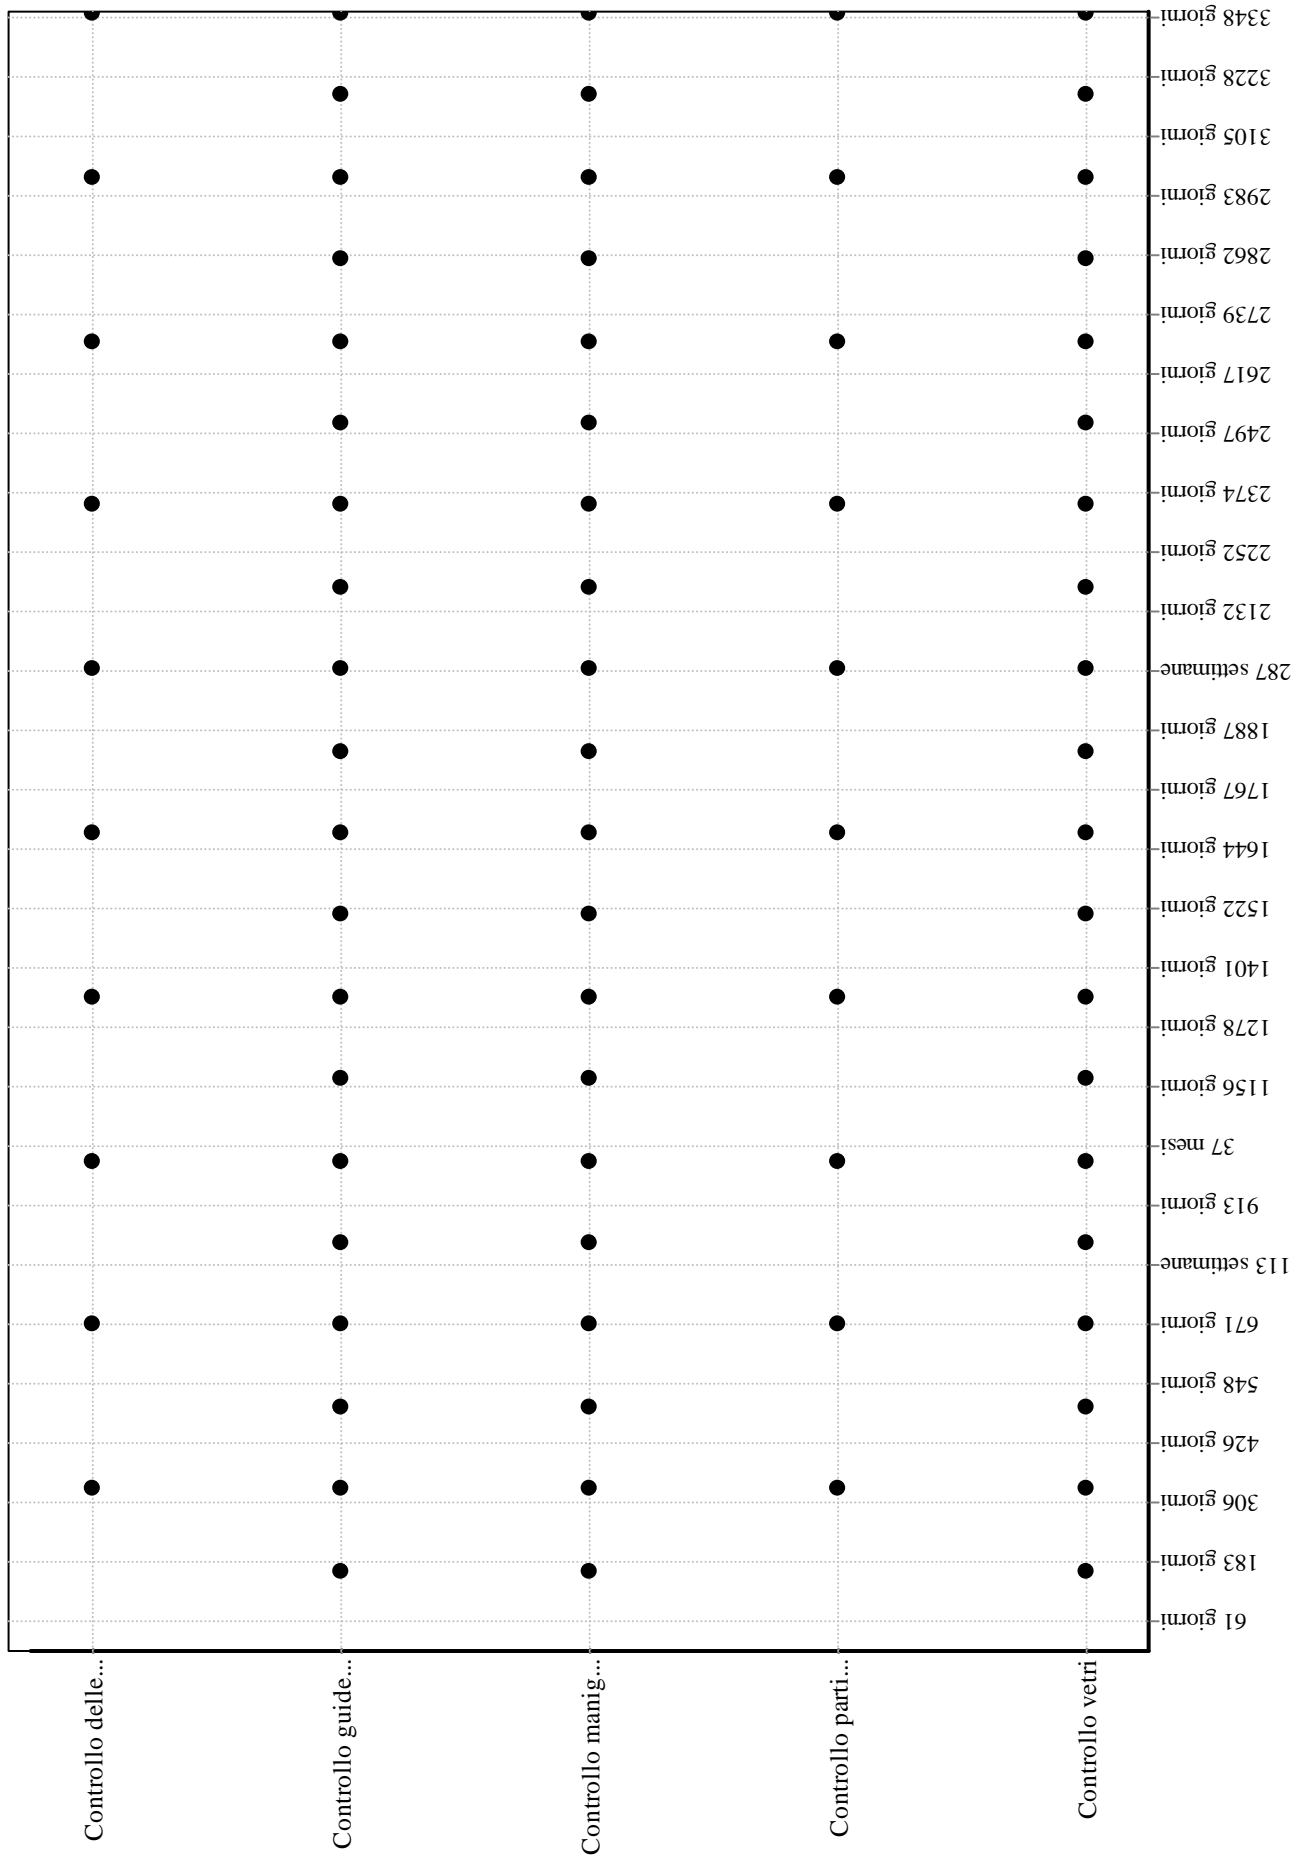 3348 giorni
3228 giorni
3105 giorni
2983 giorni
2862 giorni
2739 giorni
2617 giorni
2497 giorni
2374 giorni
2252 giorni
2132 giorni
287 settimane
1887 giorni
1767 giorni
1644 giorni
1522 giorni
1401 giorni
1278 giorni
1156 giorni
37 mesi
913 giorni
113 settimane
671 giorni
548 giorni
426 giorni
306 giorni
183 giorni
61 giorni
Controllo delle...
Controllo guide...
Controllo manig...
Controllo parti...
Controllo vetri